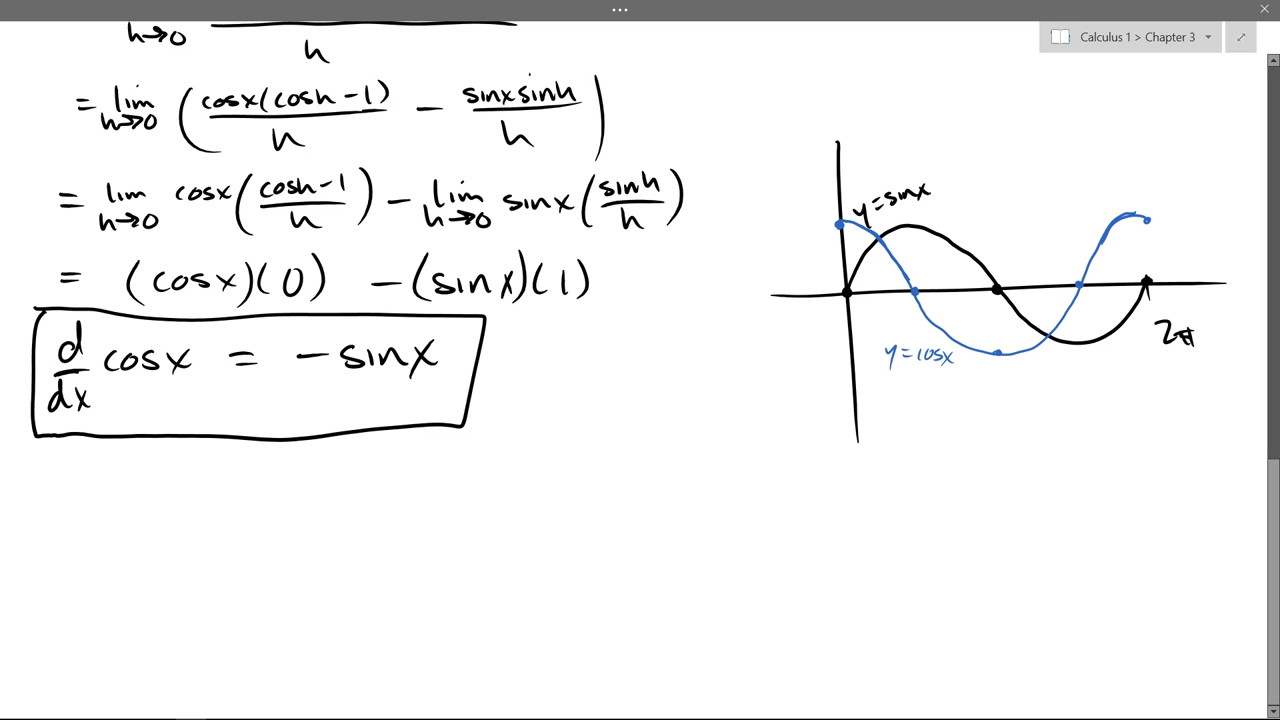 Calculus 1 > Chapter 3
h→0 h
= lim h→0 ( cosx(cosh-1)/h - sinxsinh/h )
= lim h→0 cosx( cosh-1/h ) - lim h→0 sinx( sinh/h )
= (cosx)(0) - (sinx)(1)
d/dx cosx = -sinx
y=sinx
y=cosx
2π